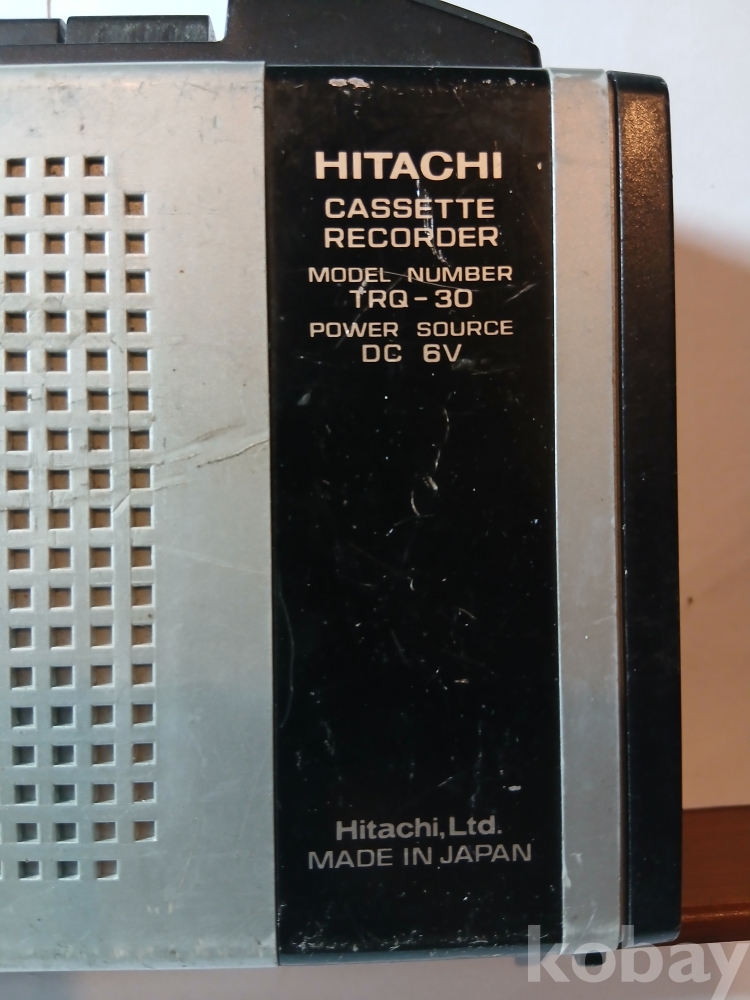 HITACHI
CASSETTE
RECORDER
MODEL NUMBER
TRQ-30
POWER SOURCE
DC 6V
Hitachi, Ltd.
MADE IN JAPAN
kobay